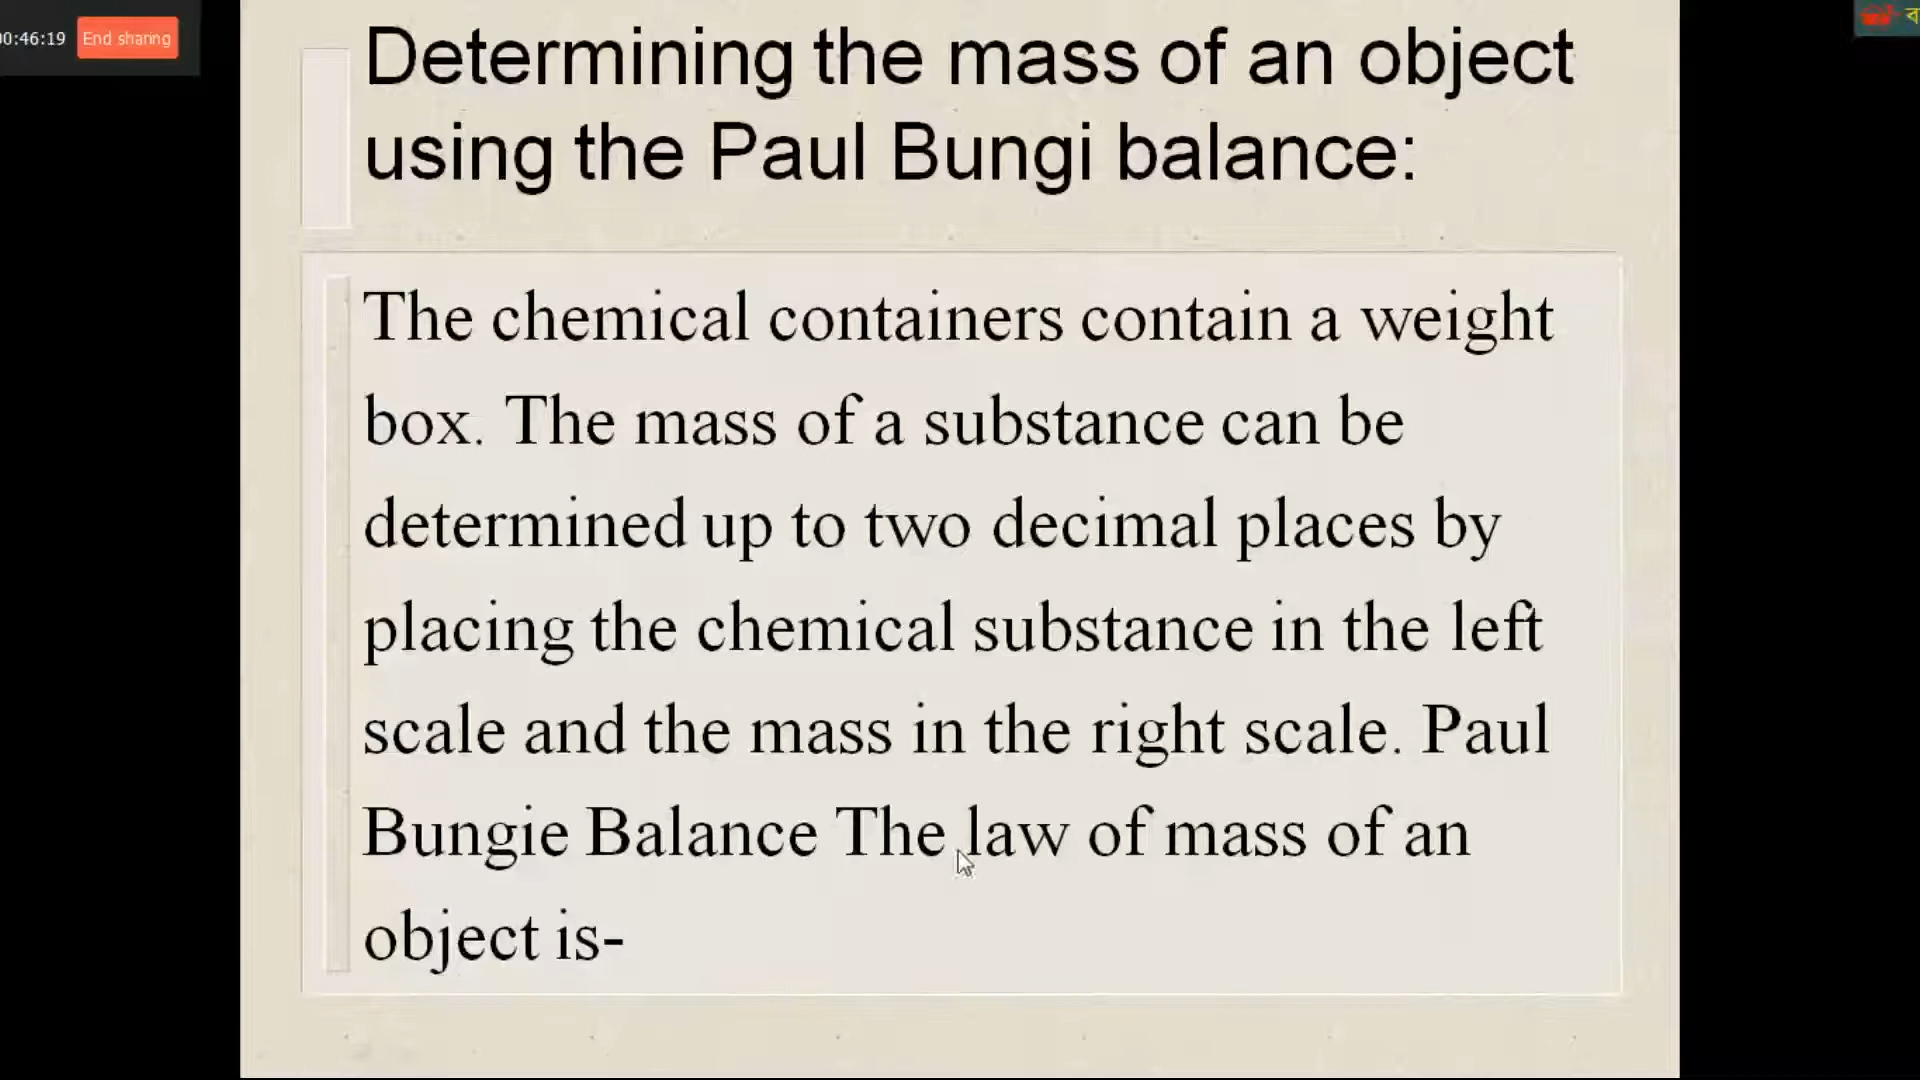 0:46:19 End sharing
ব
Determining the mass of an object
using the Paul Bungi balance:
The chemical containers contain a weight
box. The mass of a substance can be
determined up to two decimal places by
placing the chemical substance in the left
scale and the mass in the right scale. Paul
Bungie Balance The law of mass of an
object is-